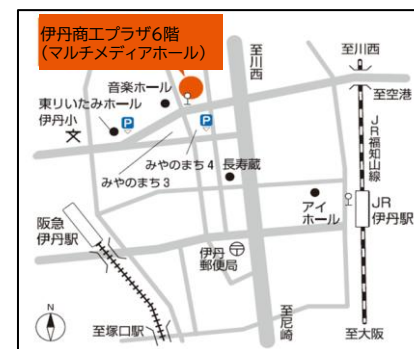 伊丹商工プラザ6階
（マルチメディアホール）
至川西
至川西
音楽ホール
至空港
東リいたみホール
伊丹小
文
P
P
JR福知山線
みやのまち4
みやのまち3
長寿蔵
アイ
ホール
JR
伊丹駅
阪急
伊丹駅
伊丹
郵便局
N
至塚口駅
至尼崎
至大阪